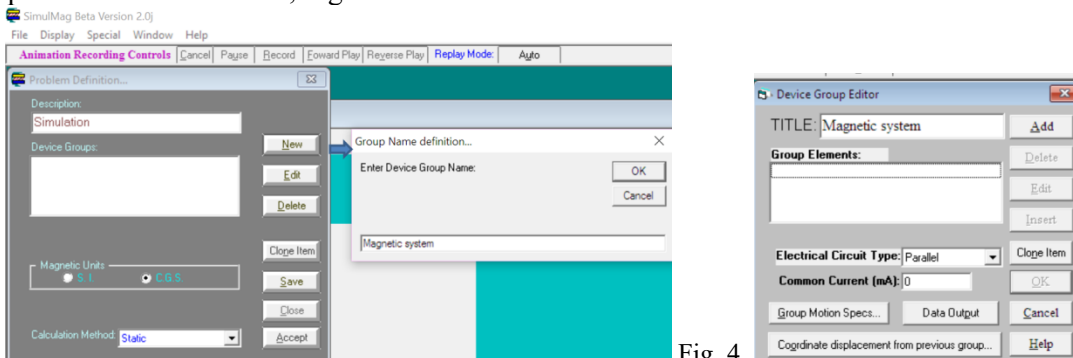 SimulMag Beta Version 2.0j
File Display Special Window Help
Animation Recording Controls Cancel Pause Record Foward Play Reyerse Play Replay Mode: Auto
Problem Definition...
Description:
Simulation
Device Groups:
New
Edit
Delete
Clone Item
Magnetic Units
S. I. C.G.S.
Save
Close
Calculation Method: Static
Accept
Group Name definition...
Enter Device Group Name:
OK
Cancel
Magnetic system
Fig. 4
Device Group Editor
TITLE: Magnetic system
Add
Group Elements:
Delete
Edit
Insert
Electrical Circuit Type: Parallel
Clone Item
Common Current (mA): 0
OK
Group Motion Specs... Data Output
Cancel
Coordinate displacement from previous group...
Help